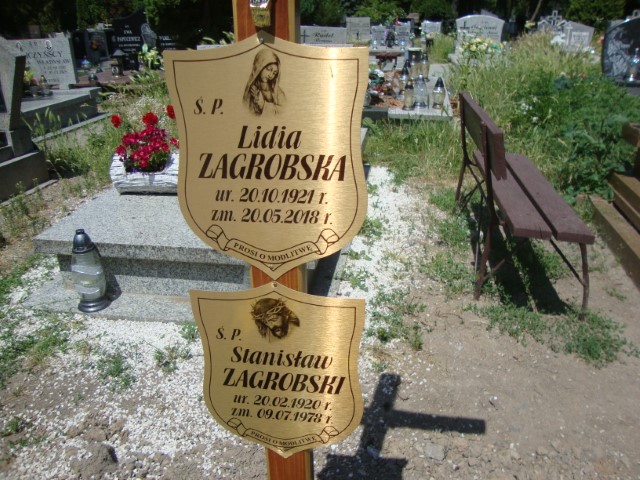 Ś. P.
Lidia
ZAGROBSKA
ur. 20.10.1921 r.
zm. 20.05.2018 r.
PROSI O MODLITWĘ
Ś. P.
Stanisław
ZAGROBSKI
ur. 20.02.1920 r.
zm. 09.07.1978 r.
PROSI O MODLITWĘ